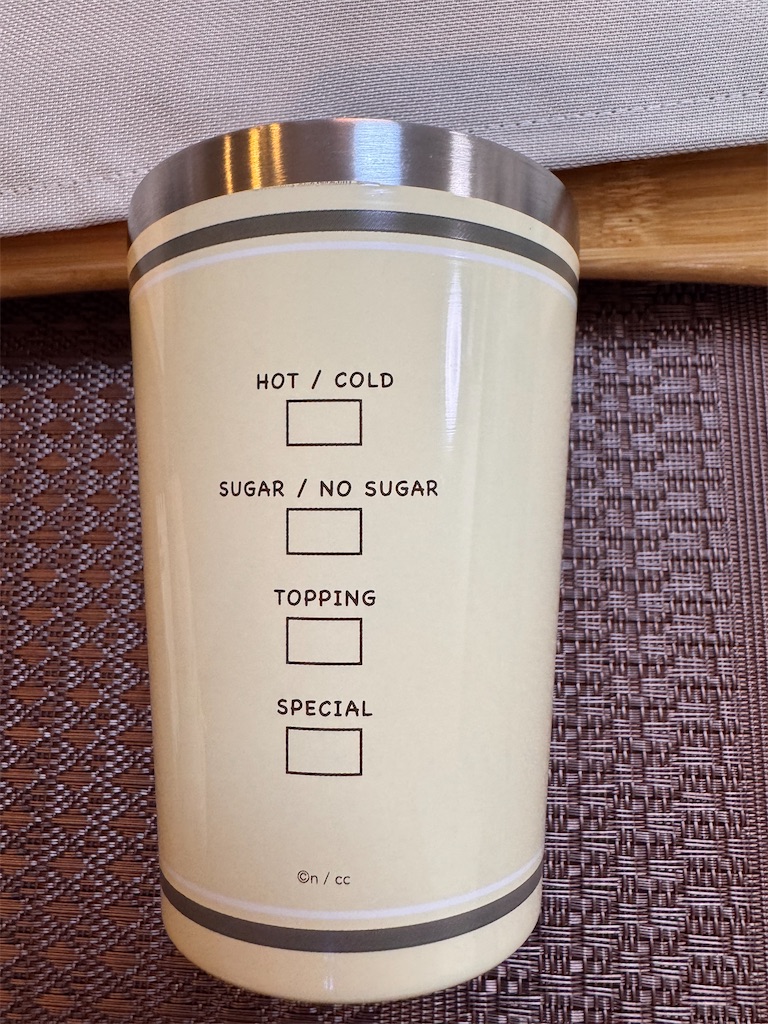 HOT / COLD
SUGAR / NO SUGAR
TOPPING
SPECIAL
©n / cc